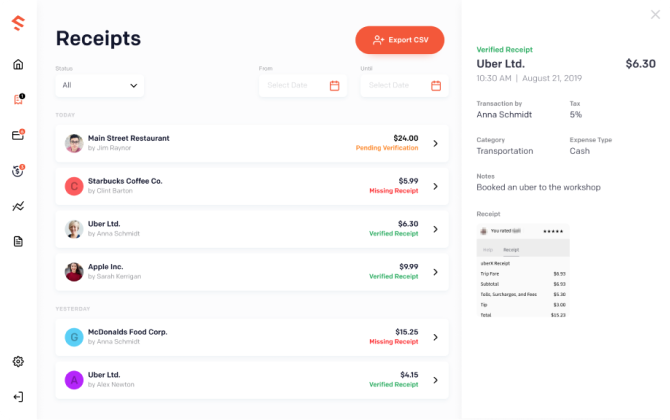 Receipts
Export CSV
Status
All
From
Select Date
Until
Select Date
TODAY
Main Street Restaurant
by Jim Raynor
$24.00
Pending Verification
C
Starbucks Coffee Co.
by Clint Barton
$5.99
Missing Receipt
Uber Ltd.
by Anna Schmidt
$6.30
Verified Receipt
Apple Inc.
by Sarah Kerrigan
$9.99
Verified Receipt
YESTERDAY
G
McDonalds Food Corp.
by Anna Schmidt
$15.25
Missing Receipt
A
Uber Ltd.
by Alex Newton
$4.15
Verified Receipt
Verified Receipt
Uber Ltd. $6.30
10:30 AM | August 21, 2019
Transaction by Tax
Anna Schmidt 5%
Category Expense Type
Transportation Cash
Notes
Booked an uber to the workshop
Receipt
You rated
Help Receipt
uberX Receipt
Trip Fare $6.93
Subtotal $6.93
Tolls, Surcharges, and Fees $5.30
Tip $3.00
Total $15.23